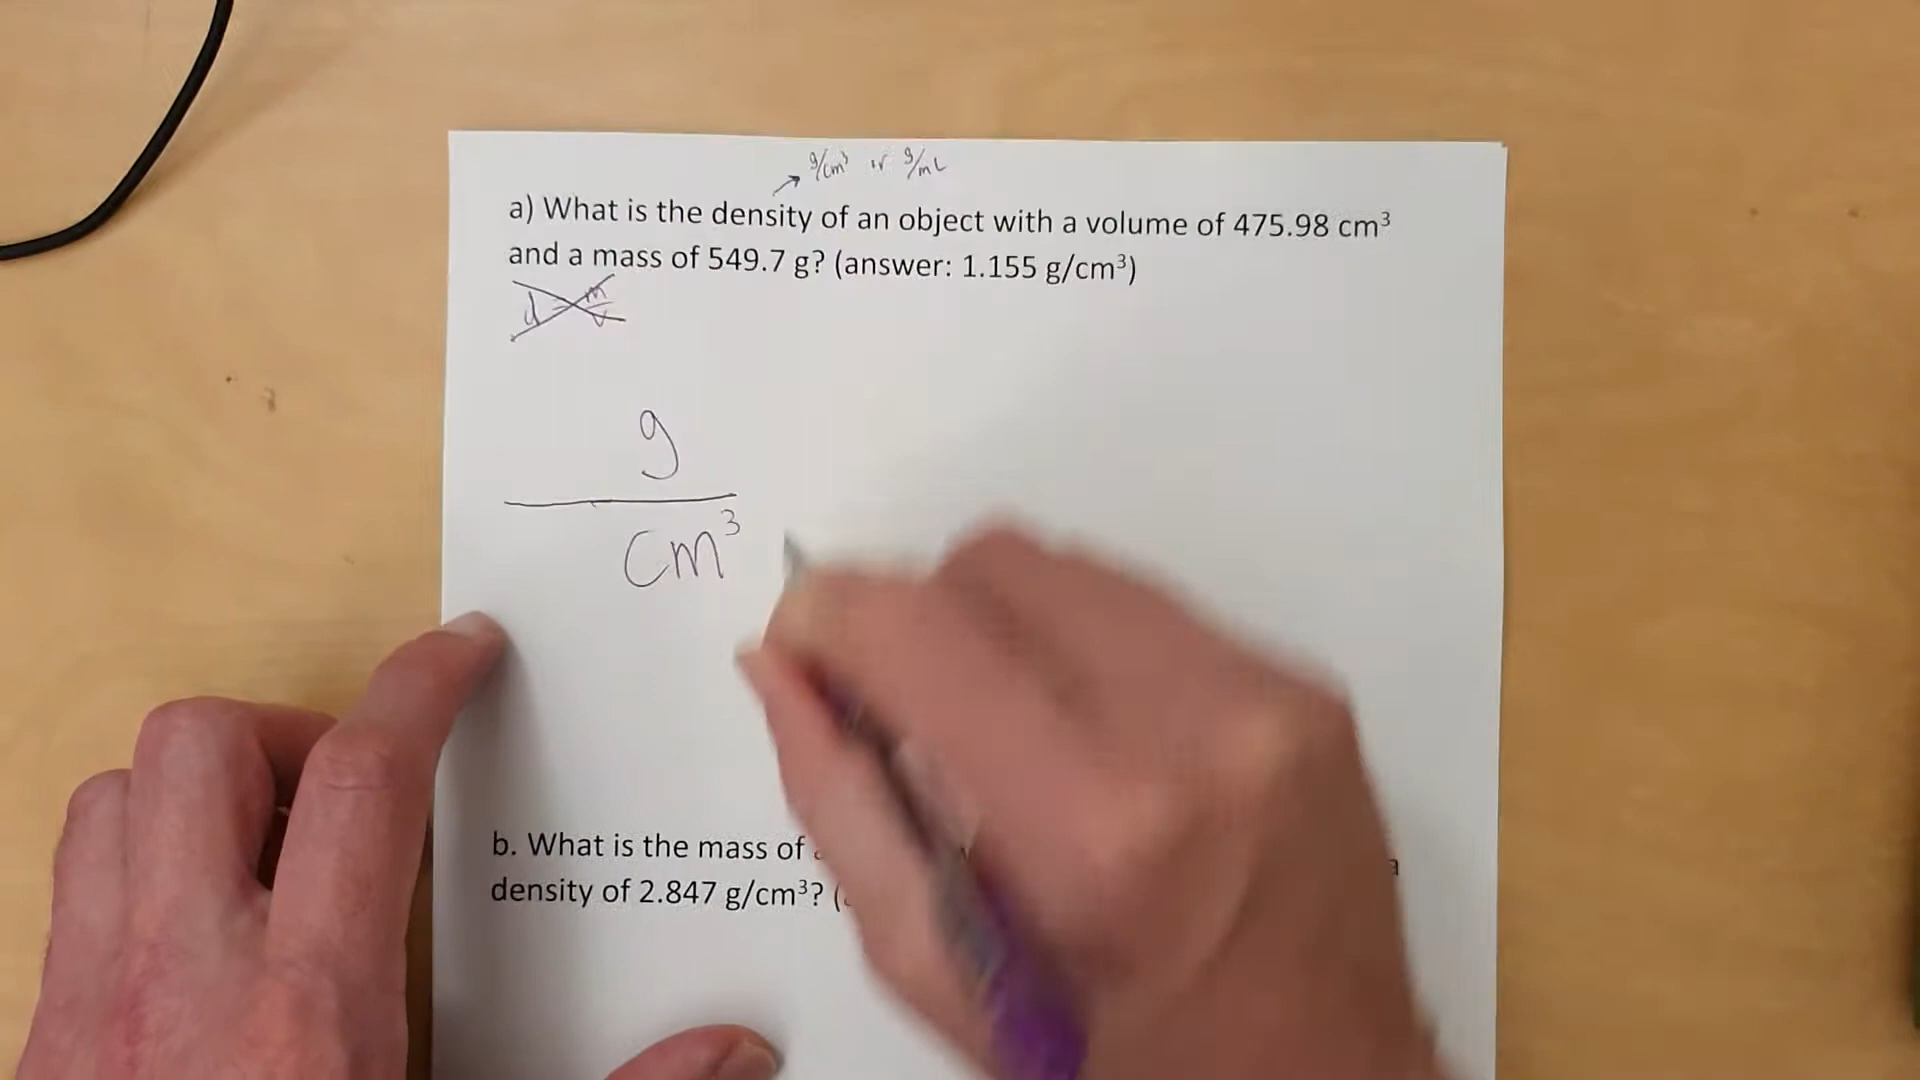 g/cm³ or g/mL
a) What is the density of an object with a volume of 475.98 cm³
and a mass of 549.7 g? (answer: 1.155 g/cm³)
d = m/v
g
cm³
b. What is the mass of
density of 2.847 g/cm³? (